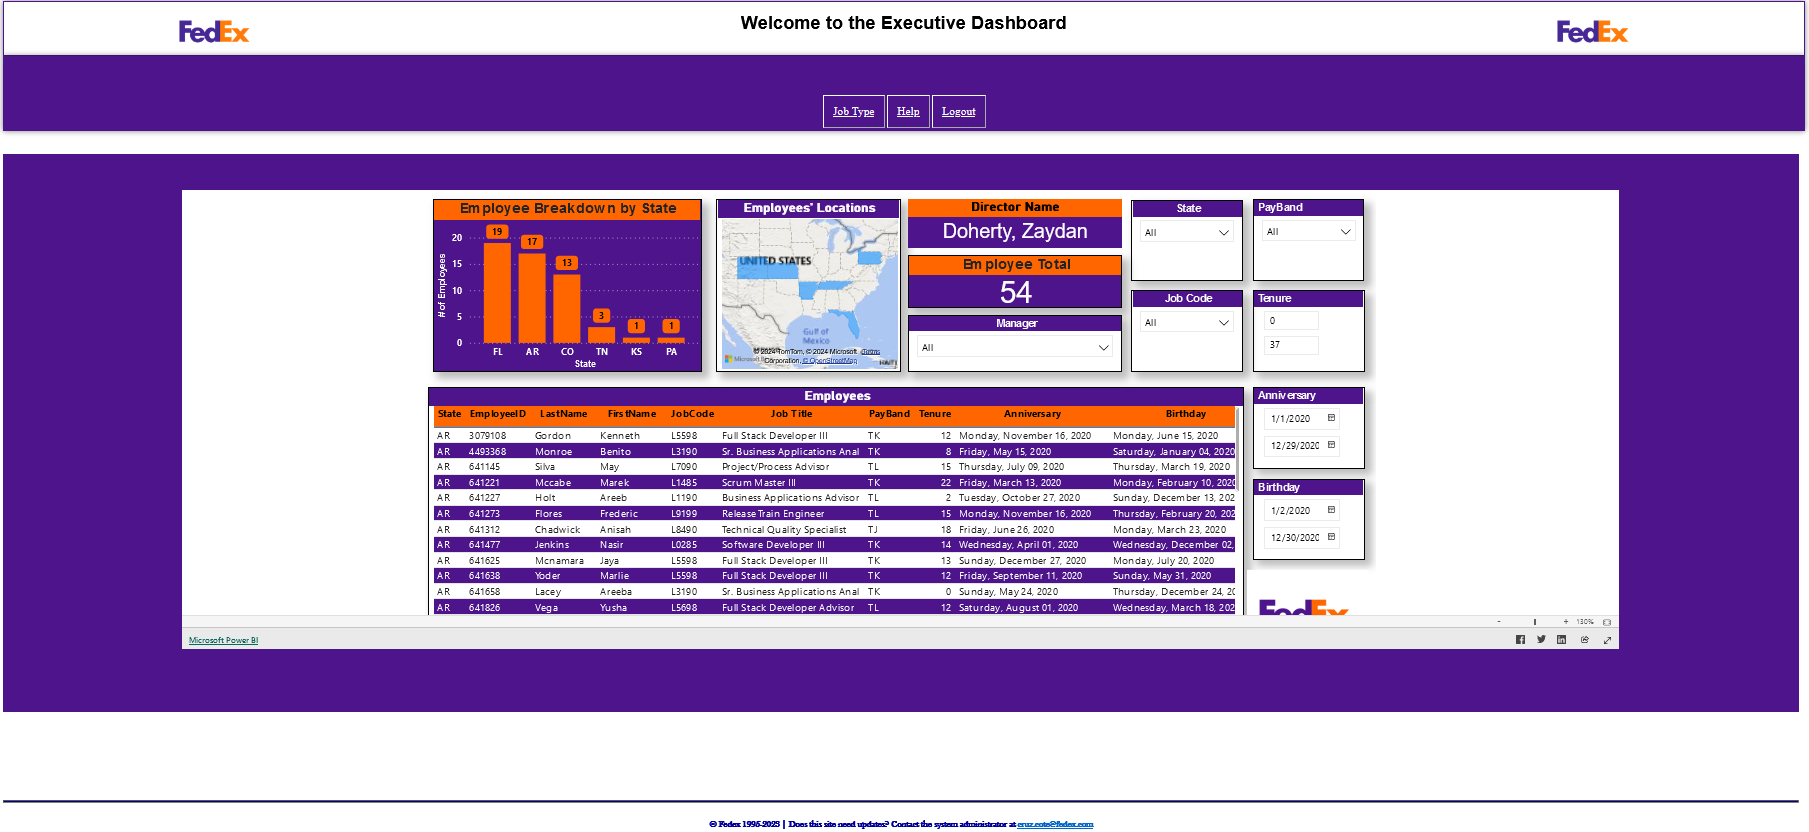 FedEx
Welcome to the Executive Dashboard
FedEx
Job Type Help Logout
Employee Breakdown by State
# of Employees
20
15
10
5
0
19
17
13
3
1
1
FL AR CO TN KS PA
State
Employees' Locations
UNITED STATES
Gulf of
Mexico
HAITI
© 2024 TomTom, © 2024 Microsoft Terms
Corporation, © OpenStreetMap
Director Name
Doherty, Zaydan
Employee Total
54
Manager
All
State
All
PayBand
All
Job Code
All
Tenure
0
37
Employees
State EmployeeID LastName FirstName JobCode Job Title PayBand Tenure Anniversary Birthday
AR 3079108 Gordon Kenneth L5598 Full Stack Developer III TK 12 Monday, November 16, 2020 Monday, June 15, 2020
AR 4493368 Monroe Benito L3190 Sr. Business Applications Anal TK 8 Friday, May 15, 2020 Saturday, January 04, 2020
AR 641145 Silva May L7090 Project/Process Advisor TL 15 Thursday, July 09, 2020 Thursday, March 19, 2020
AR 641221 Mccabe Marek L1485 Scrum Master III TK 22 Friday, March 13, 2020 Monday, February 10, 202
AR 641227 Holt Areeb L1190 Business Applications Advisor TL 2 Tuesday, October 27, 2020 Sunday, December 13, 202
AR 641273 Flores Frederic L9199 Release Train Engineer TL 15 Monday, November 16, 2020 Thursday, February 20, 202
AR 641312 Chadwick Anisah L8490 Technical Quality Specialist TJ 18 Friday, June 26, 2020 Monday, March 23, 2020
AR 641477 Jenkins Nasir L0285 Software Developer III TK 14 Wednesday, April 01, 2020 Wednesday, December 02,
AR 641625 Mcnamara Jaya L5598 Full Stack Developer III TK 13 Sunday, December 27, 2020 Monday, July 20, 2020
AR 641638 Yoder Marlie L5598 Full Stack Developer III TK 12 Friday, September 11, 2020 Sunday, May 31, 2020
AR 641658 Lacey Areeba L3190 Sr. Business Applications Anal TK 0 Sunday, May 24, 2020 Thursday, December 24, 20
AR 641826 Vega Yusha L5698 Full Stack Developer Advisor TL 12 Saturday, August 01, 2020 Wednesday, March 18, 202
Anniversary
1/1/2020
12/29/2020
Birthday
1/2/2020
12/30/2020
FedEx
- + 130%
Microsoft Power BI
© Fedex 1995-2023 | Does this site need updates? Contact the system administrator at cruz.cote@fedex.com